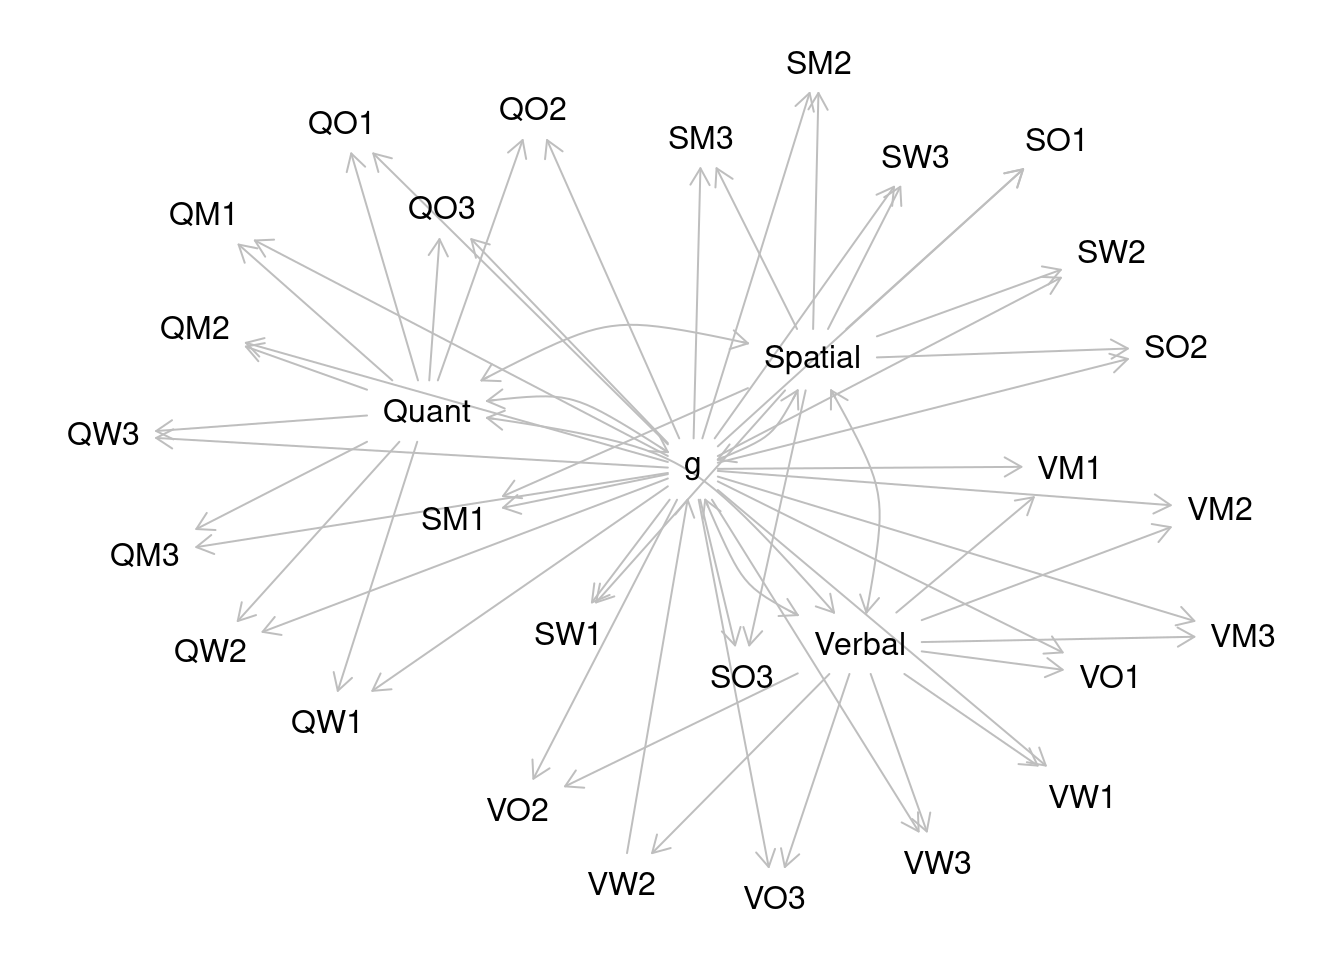 SM2
QO1
QO2
SM3
SO1
SW3
QM1
QO3
SW2
QM2
Spatial
SO2
Quant
QW3
g
VM1
VM2
SM1
QM3
SW1
VM3
QW2
Verbal
SO3
VO1
QW1
VO2
VW1
VW3
VW2
VO3